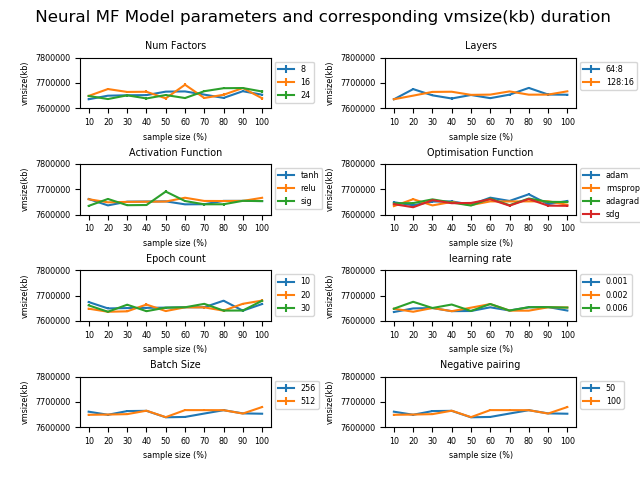 Neural MF Model parameters and corresponding vmsize(kb) duration
Num Factors
vmsize(kb)
7800000
7700000
7600000
10 20 30 40 50 60 70 80 90 100
sample size (%)
8
16
24
Layers
vmsize(kb)
7800000
7700000
7600000
10 20 30 40 50 60 70 80 90 100
sample size (%)
64:8
128:16
Activation Function
vmsize(kb)
7800000
7700000
7600000
10 20 30 40 50 60 70 80 90 100
sample size (%)
tanh
relu
sig
Optimisation Function
vmsize(kb)
7800000
7700000
7600000
10 20 30 40 50 60 70 80 90 100
sample size (%)
adam
rmsprop
adagrad
sdg
Epoch count
vmsize(kb)
7800000
7700000
7600000
10 20 30 40 50 60 70 80 90 100
sample size (%)
10
20
30
learning rate
vmsize(kb)
7800000
7700000
7600000
10 20 30 40 50 60 70 80 90 100
sample size (%)
0.001
0.002
0.006
Batch Size
vmsize(kb)
7800000
7700000
7600000
10 20 30 40 50 60 70 80 90 100
sample size (%)
256
512
Negative pairing
vmsize(kb)
7800000
7700000
7600000
10 20 30 40 50 60 70 80 90 100
sample size (%)
50
100